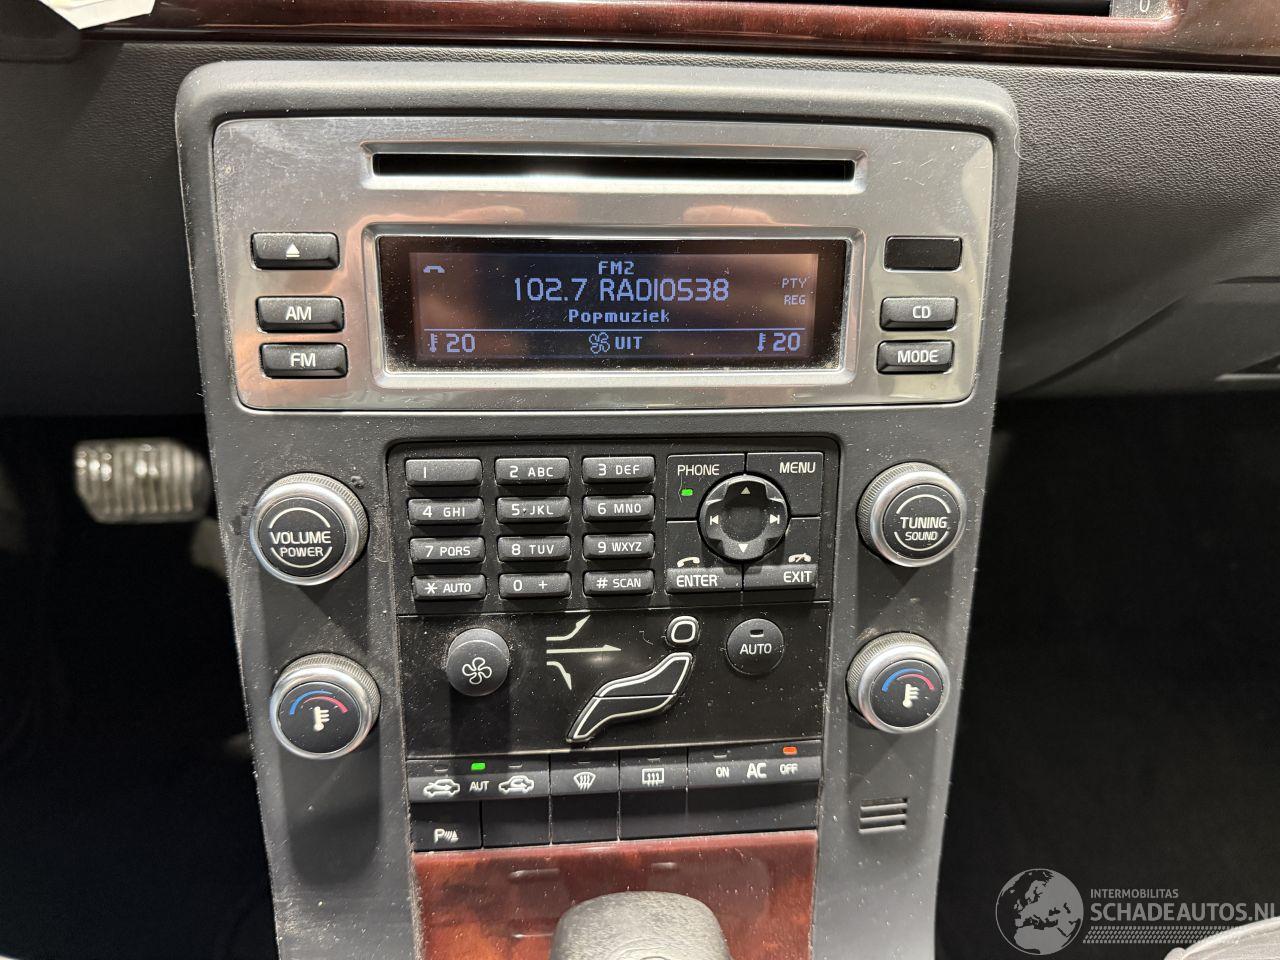 0
FM2
102.7 RADIO538
PTY
REG
Popmuziek
20 UIT 20
AM
FM
CD
MODE
1 2 ABC 3 DEF
4 GHI 5·JKL 6 MNO
7 PQRS 8 TUV 9 WXYZ
* AUTO 0 + # SCAN
PHONE MENU
ENTER EXIT
VOLUME
POWER
TUNING
SOUND
AUTO
AUT
ON AC OFF
P
INTERMOBILITAS
SCHADEAUTOS.NL